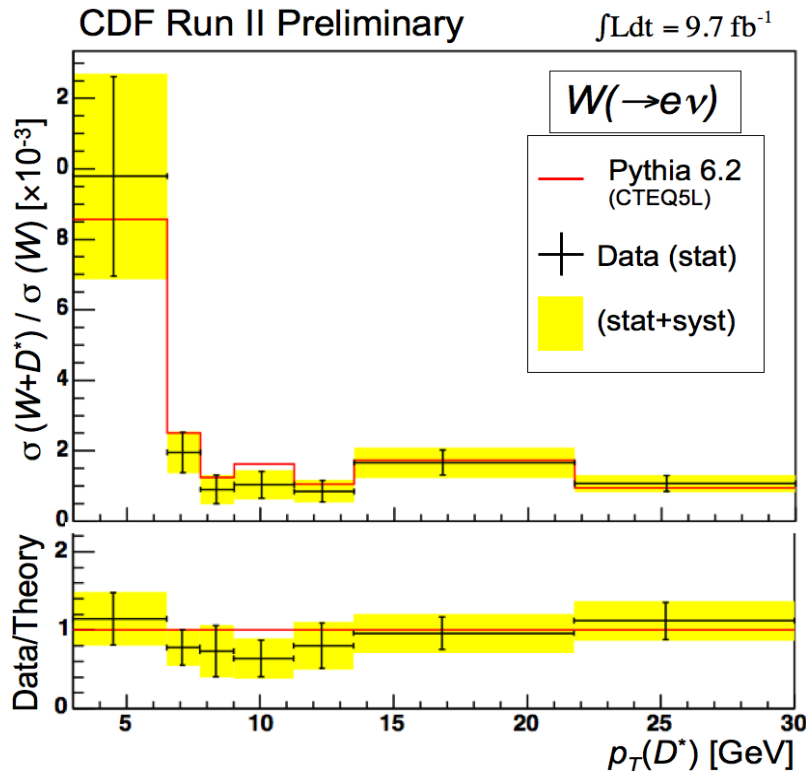 CDF Run II Preliminary
∫Ldt = 9.7 fb⁻¹
W(→eν)
Pythia 6.2
(CTEQ5L)
Data (stat)
(stat+syst)
σ (W+D*) / σ (W) [×10⁻³]
2
0
8
6
4
2
0
Data/Theory
2
1
0
5 10 15 20 25 30
p_T(D*) [GeV]